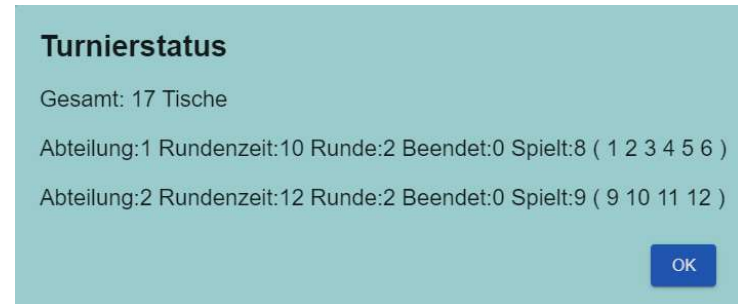 Turnierstatus
Gesamt: 17 Tische
Abteilung:1 Rundenzeit:10 Runde:2 Beendet:0 Spielt:8 ( 1 2 3 4 5 6 )
Abteilung:2 Rundenzeit:12 Runde:2 Beendet:0 Spielt:9 ( 9 10 11 12 )
OK